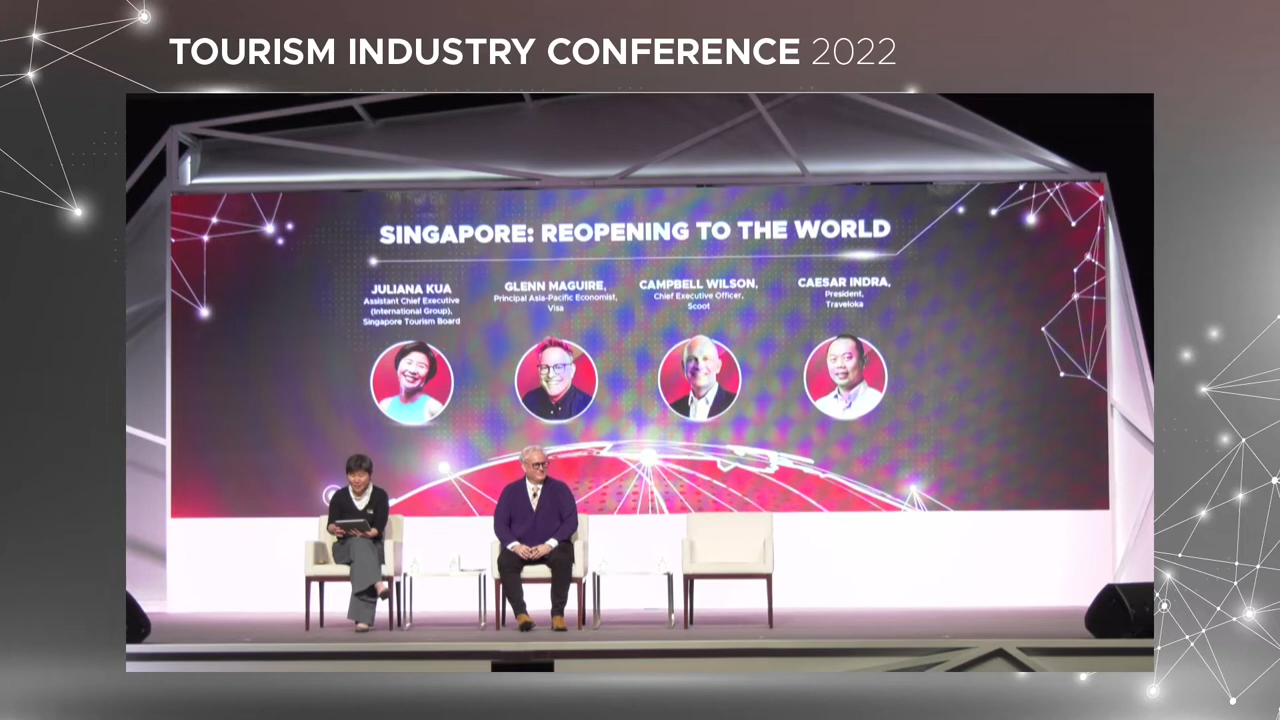 TOURISM INDUSTRY CONFERENCE 2022
SINGAPORE: REOPENING TO THE WORLD
JULIANA KUA
Assistant Chief Executive
(International Group),
Singapore Tourism Board
GLENN MAGUIRE,
Principal Asia-Pacific Economist,
Visa
CAMPBELL WILSON,
Chief Executive Officer,
Scoot
CAESAR INDRA,
President,
Traveloka